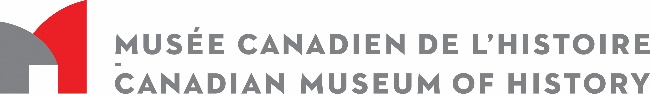 MUSÉE CANADIEN DE L'HISTOIRE
-
CANADIAN MUSEUM OF HISTORY